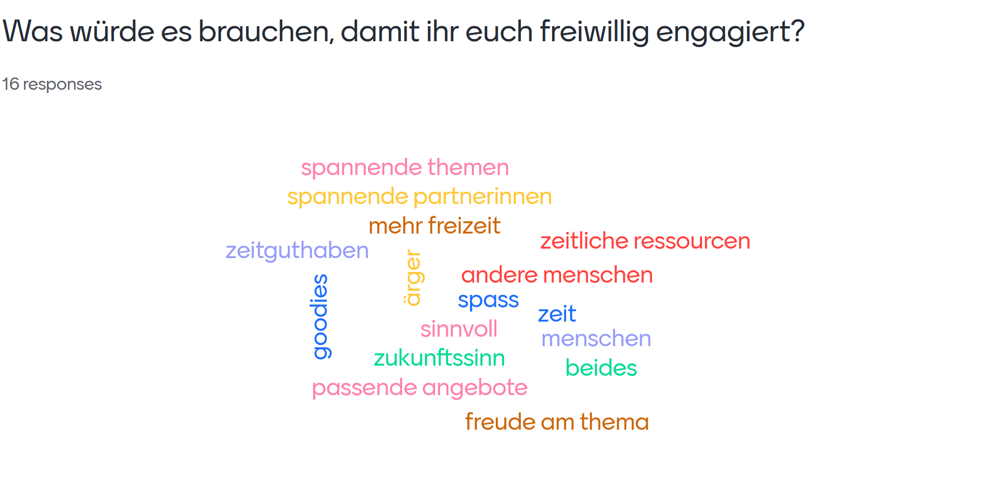 Was würde es brauchen, damit ihr euch freiwillig engagiert?
16 responses
spannende themen
spannende partnerinnen
mehr freizeit
zeitliche ressourcen
zeitguthaben
ärger
andere menschen
goodies
spass
zeit
sinnvoll
menschen
zukunftssinn
beides
passende angebote
freude am thema